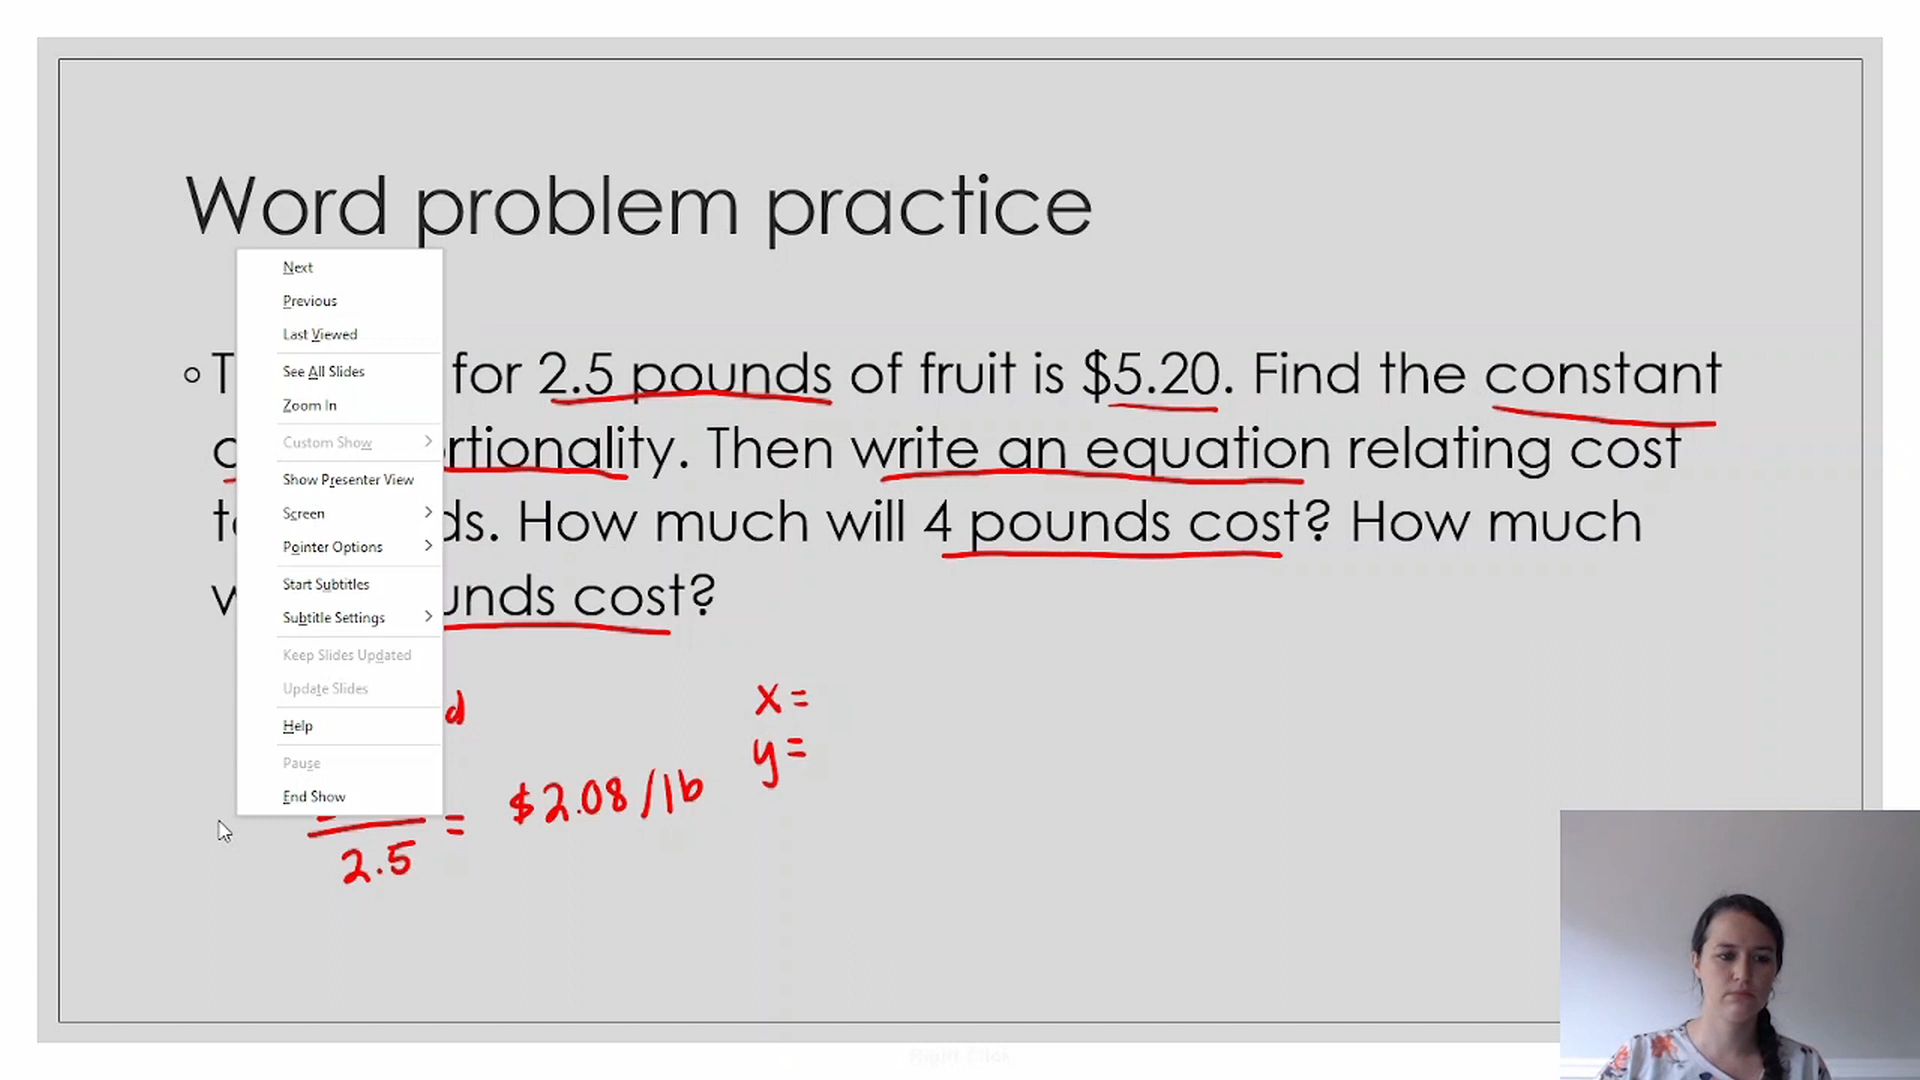 Word problem practice
Next
Previous
Last Viewed
See All Slides
Zoom In
Custom Show
Show Presenter View
Screen
Pointer Options
Start Subtitles
Subtitle Settings
Keep Slides Updated
Update Slides
Help
Pause
End Show
for 2.5 pounds of fruit is $5.20. Find the constant
rtionality. Then write an equation relating cost
ds. How much will 4 pounds cost? How much
unds cost?
d
x =
y =
= $2.08/lb
2.5